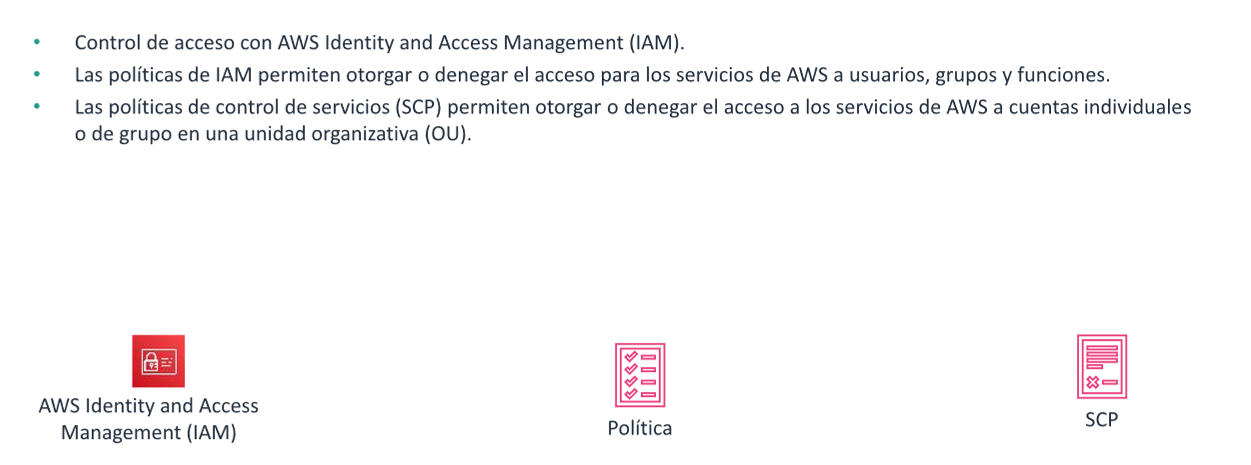 • Control de acceso con AWS Identity and Access Management (IAM).
• Las políticas de IAM permiten otorgar o denegar el acceso para los servicios de AWS a usuarios, grupos y funciones.
• Las políticas de control de servicios (SCP) permiten otorgar o denegar el acceso a los servicios de AWS a cuentas individuales
o de grupo en una unidad organizativa (OU).
AWS Identity and Access
Management (IAM)
Política
SCP